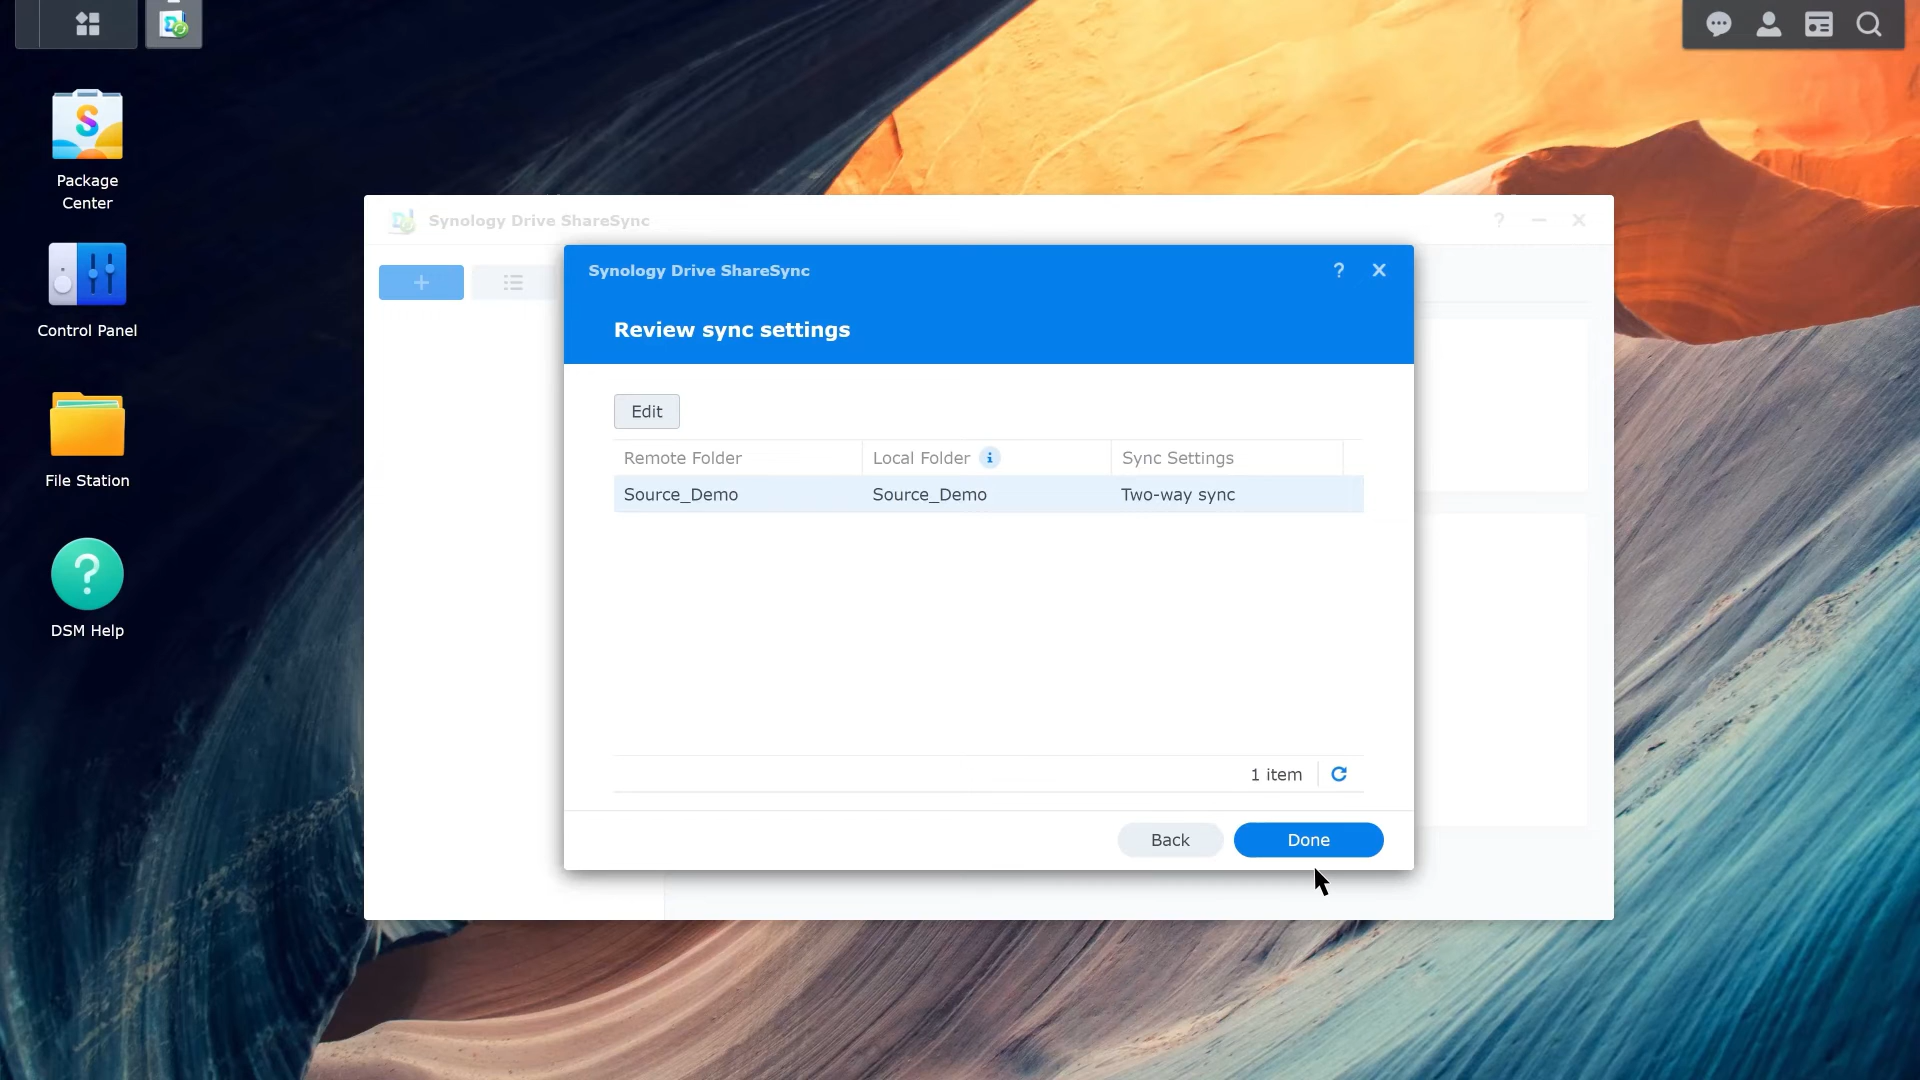 Package
Center
Control Panel
File Station
DSM Help
Synology Drive ShareSync
Synology Drive ShareSync
Review sync settings
Edit
Remote Folder Local Folder Sync Settings
Source_Demo Source_Demo Two-way sync
1 item
Back Done